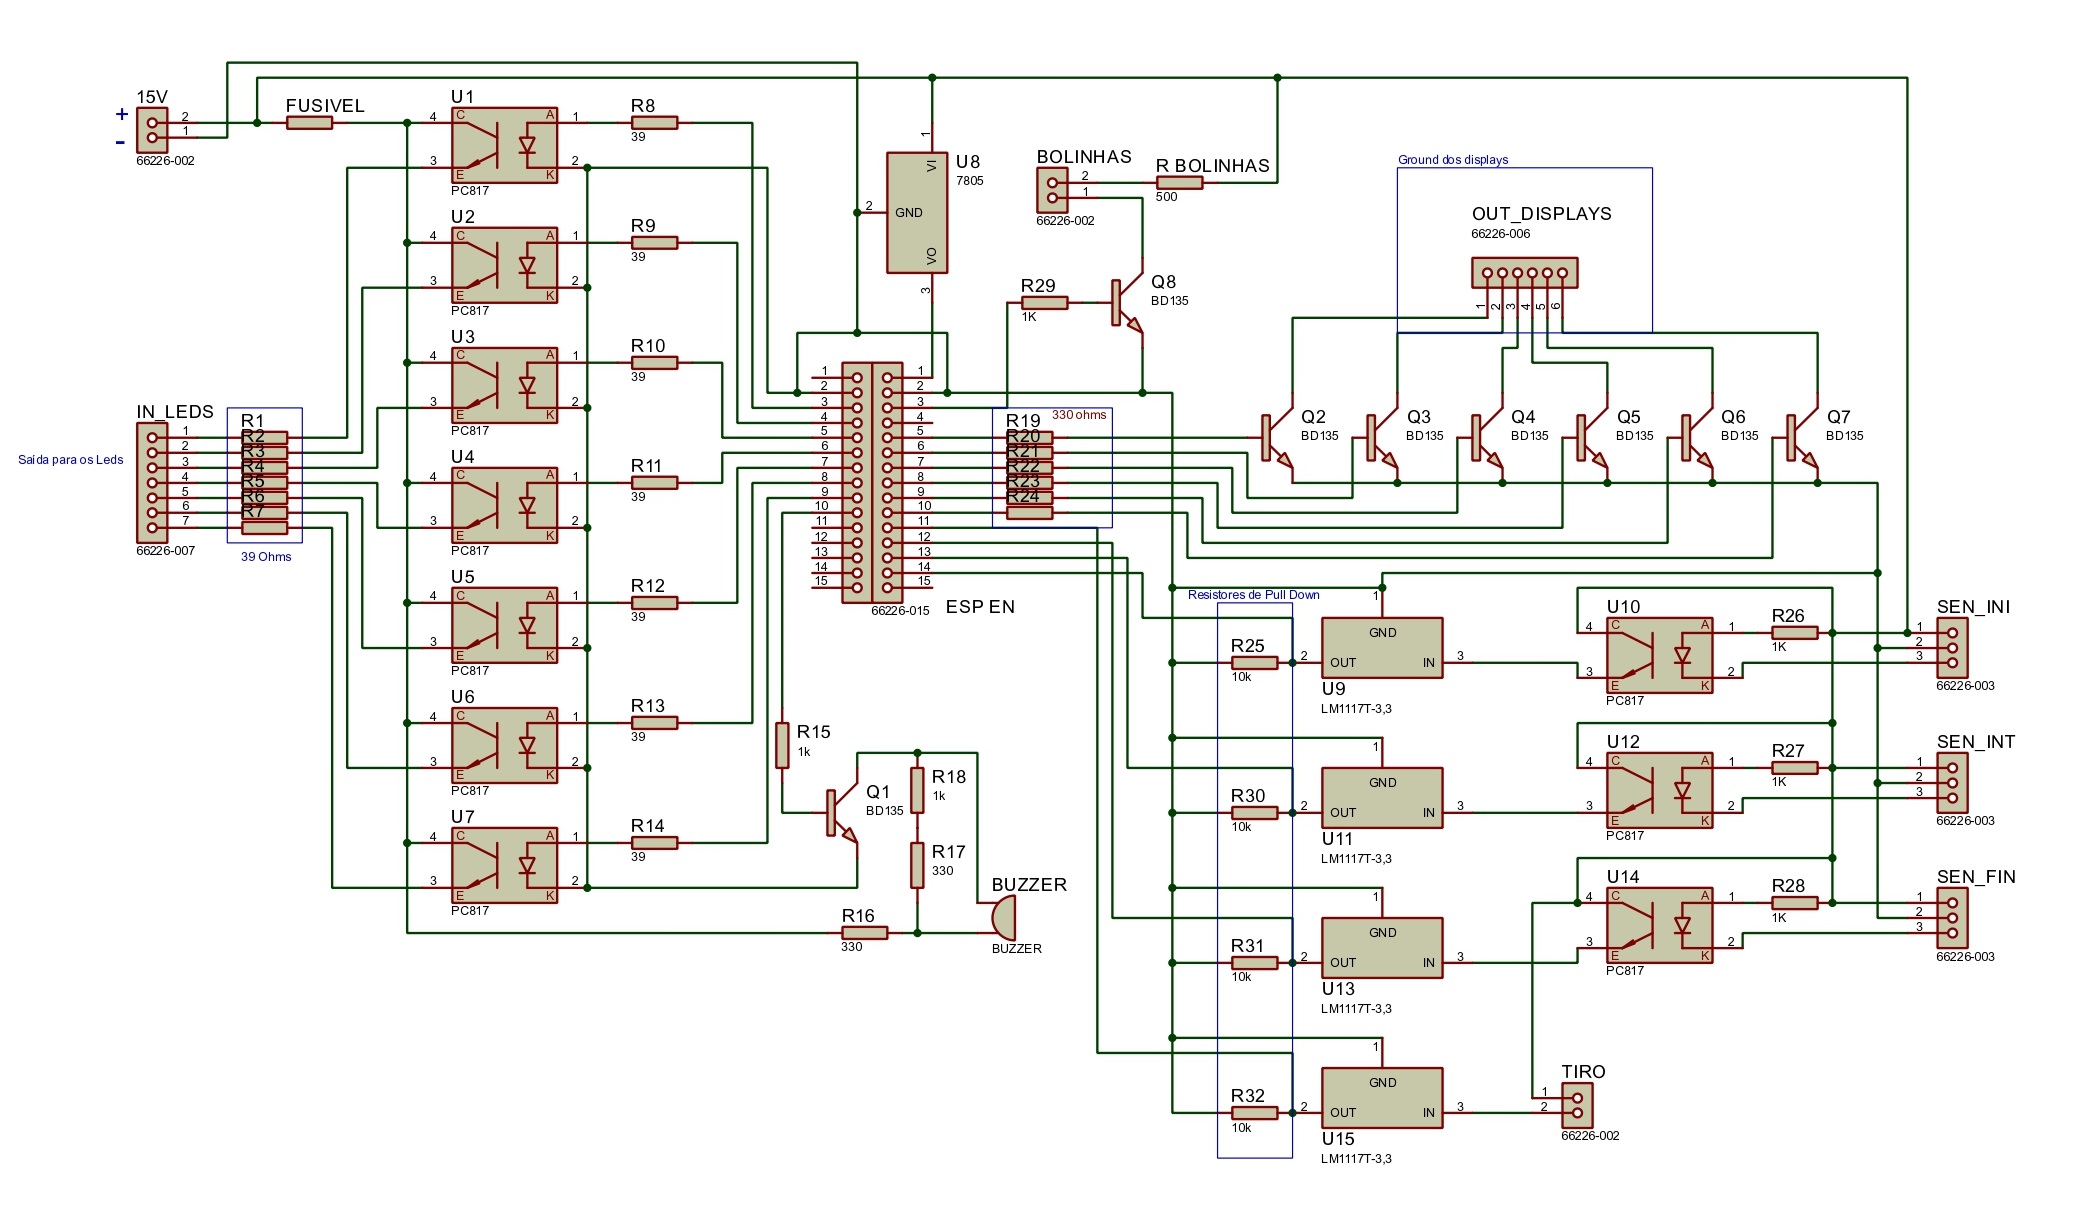 15V
+
-
2
1
66226-002
FUSIVEL
U1
4
C
A
1
3
E
K
2
PC817
R8
39
U2
4
C
A
1
3
E
K
2
PC817
R9
39
U3
4
C
A
1
3
E
K
2
PC817
R10
39
U4
4
C
A
1
3
E
K
2
PC817
R11
39
U5
4
C
A
1
3
E
K
2
PC817
R12
39
U6
4
C
A
1
3
E
K
2
PC817
R13
39
U7
4
C
A
1
3
E
K
2
PC817
R14
39
IN_LEDS
Saída para os Leds
1
2
3
4
5
6
7
66226-007
R1
R2
R3
R4
R5
R6
R7
39 Ohms
U8
7805
1
VI
2
GND
VO
3
BOLINHAS
2
1
66226-002
R BOLINHAS
500
R29
1K
Q8
BD135
1
2
3
4
5
6
7
8
9
10
11
12
13
14
15
1
2
3
4
5
6
7
8
9
10
11
12
13
14
15
66226-015
ESP EN
R19
330 ohms
R20
R21
R22
R23
R24
Ground dos displays
OUT_DISPLAYS
66226-006
1
2
3
4
5
6
Q2
BD135
Q3
BD135
Q4
BD135
Q5
BD135
Q6
BD135
Q7
BD135
R15
1k
Q1
BD135
R18
1k
R17
330
R16
330
BUZZER
BUZZER
Resistores de Pull Down
R25
10k
1
GND
2
OUT
IN
3
U9
LM1117T-3,3
R30
10k
1
GND
2
OUT
IN
3
U11
LM1117T-3,3
R31
10k
1
GND
2
OUT
IN
3
U13
LM1117T-3,3
R32
10k
1
GND
2
OUT
IN
3
U15
LM1117T-3,3
U10
4
C
A
1
3
E
K
2
PC817
R26
1K
SEN_INI
1
2
3
66226-003
U12
4
C
A
1
3
E
K
2
PC817
R27
1K
SEN_INT
1
2
3
66226-003
U14
4
C
A
1
3
E
K
2
PC817
R28
1K
SEN_FIN
1
2
3
66226-003
TIRO
1
2
66226-002